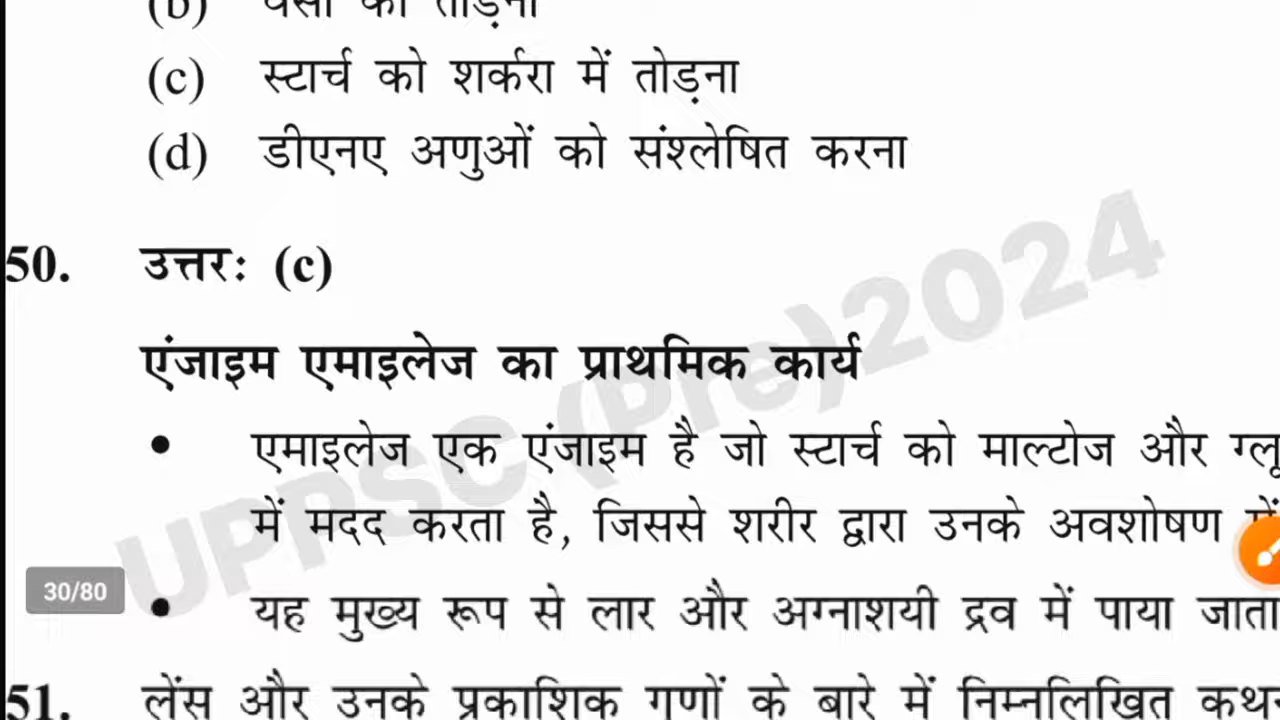 (b) वसा को तोड़ना
(c) स्टार्च को शर्करा में तोड़ना
(d) डीएनए अणुओं को संश्लेषित करना
50. उत्तरः (c)
एंजाइम एमाइलेज का प्राथमिक कार्य
• एमाइलेज एक एंजाइम है जो स्टार्च को माल्टोज और
में मदद करता है, जिससे शरीर द्वारा उनके अवशोषण में
30/80
• यह मुख्य रूप से लार और अग्नाशयी द्रव में पाया जाता
51. लेंस और उनके प्रकाशिक गुणों के बारे में निम्नलिखित
UPPSC (Pre) 2024